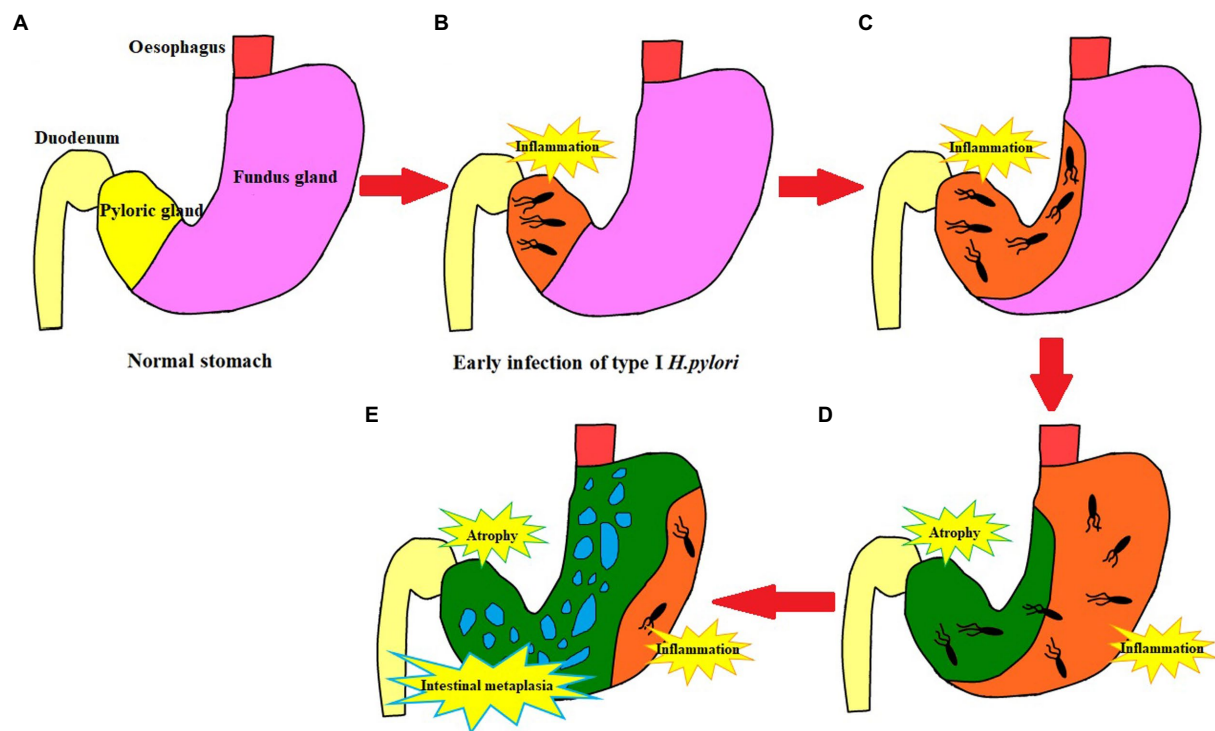 A
Oesophagus
Duodenum
Fundus gland
Pyloric gland
Normal stomach
B
Inflammation
Early infection of type I H.pylori
C
Inflammation
E
Atrophy
Inflammation
Intestinal metaplasia
D
Atrophy
Inflammation